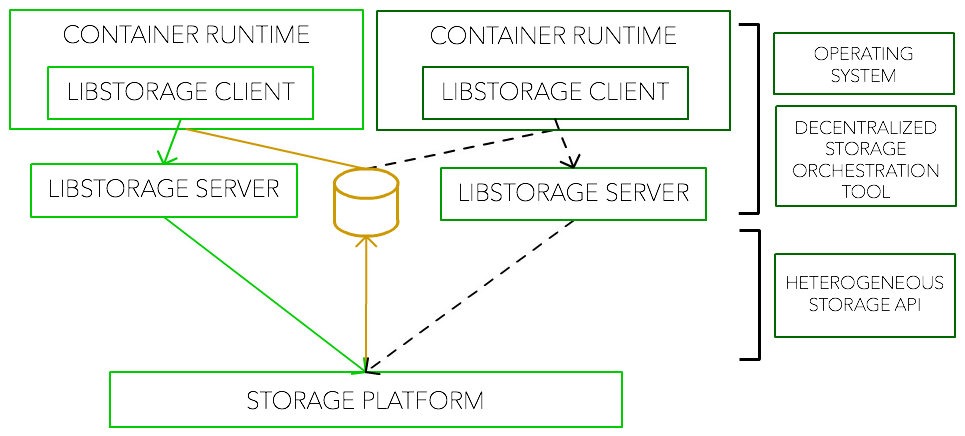 CONTAINER RUNTIME
LIBSTORAGE CLIENT
CONTAINER RUNTIME
LIBSTORAGE CLIENT
LIBSTORAGE SERVER
LIBSTORAGE SERVER
STORAGE PLATFORM
OPERATING
SYSTEM
DECENTRALIZED
STORAGE
ORCHESTRATION
TOOL
HETEROGENEOUS
STORAGE API